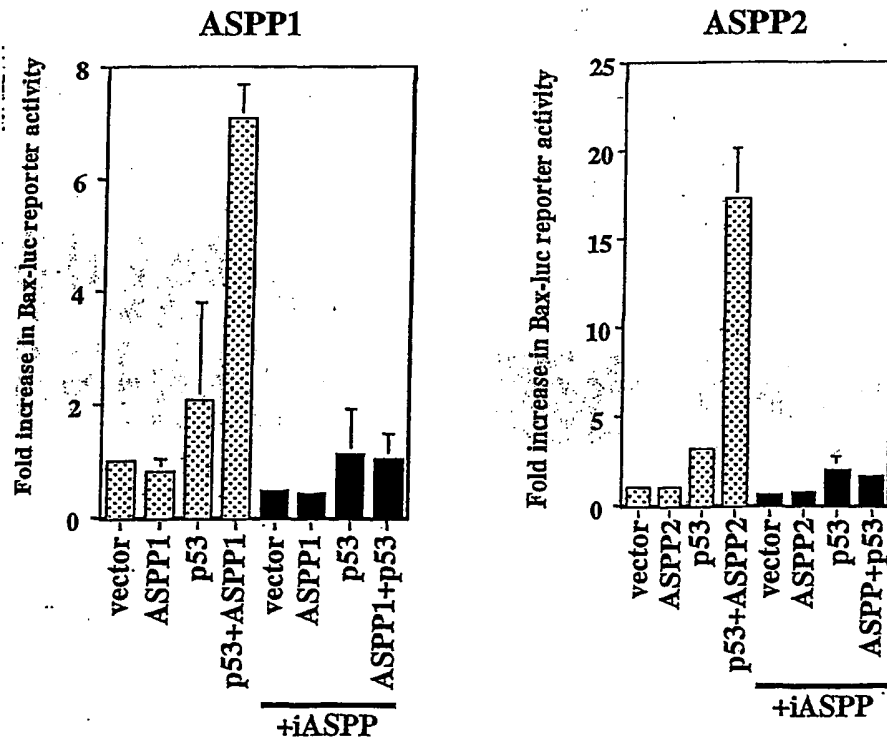 ASPP1
Fold increase in Bax-luc reporter activity
8
6
4
2
0
vector
ASPP1
p53
p53+ASPP1
vector
ASPP1
p53
ASPP1+p53
+iASPP
ASPP2
Fold increase in Bax-luc reporter activity
25
20
15
10
5
0
vector
ASPP2
p53
p53+ASPP2
vector
ASPP2
p53
ASPP+p53
+iASPP